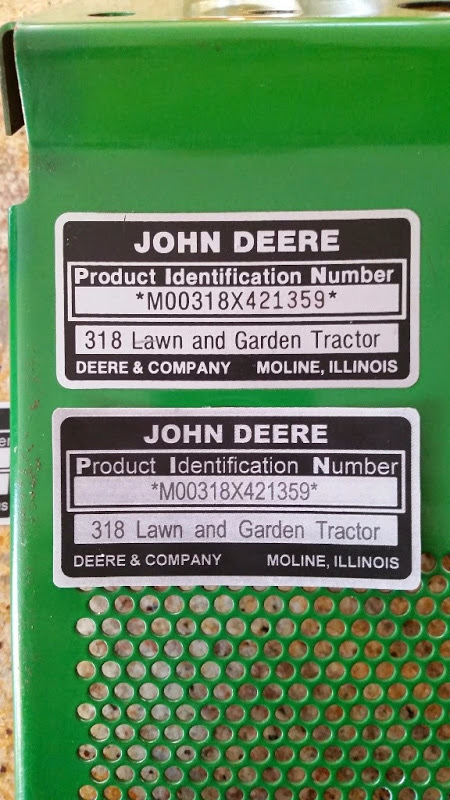 JOHN DEERE
Product Identification Number
*M00318X421359*
318 Lawn and Garden Tractor
DEERE & COMPANY MOLINE, ILLINOIS
JOHN DEERE
Product Identification Number
*M00318X421359*
318 Lawn and Garden Tractor
DEERE & COMPANY MOLINE, ILLINOIS